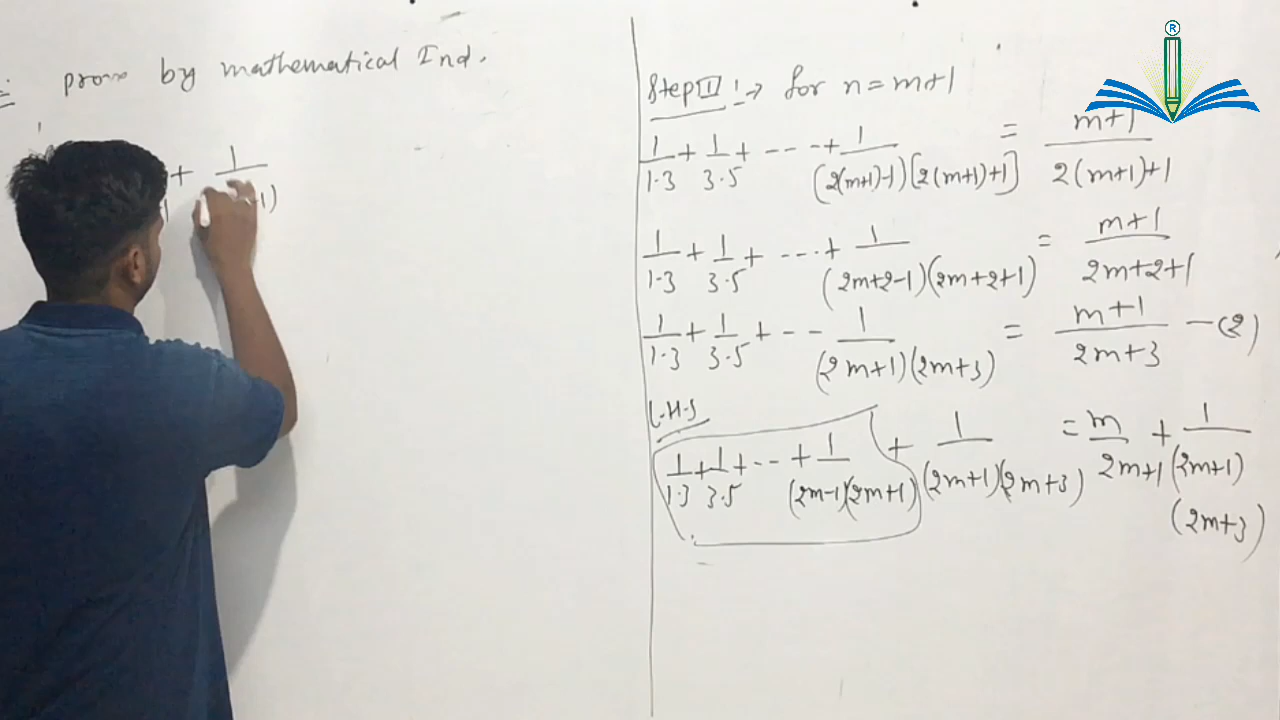 Prove by mathematical Ind.
+ 1/
Step III :→ for n=m+1
1/1·3 + 1/3·5 + ---+ 1/(2(m+1)-1)[2(m+1)+1] = m+1/2(m+1)+1
1/1·3 + 1/3·5 + ---+ 1/(2m+2-1)(2m+2+1) = m+1/2m+2+1
1/1·3 + 1/3·5 + --- 1/(2m+1)(2m+3) = m+1/2m+3 —(2)
L.H.S
1/1·3 + 1/3·5 + --- + 1/(2m-1)(2m+1) + 1/(2m+1)(2m+3) = m/2m+1 + 1/(2m+1)(2m+3)
®